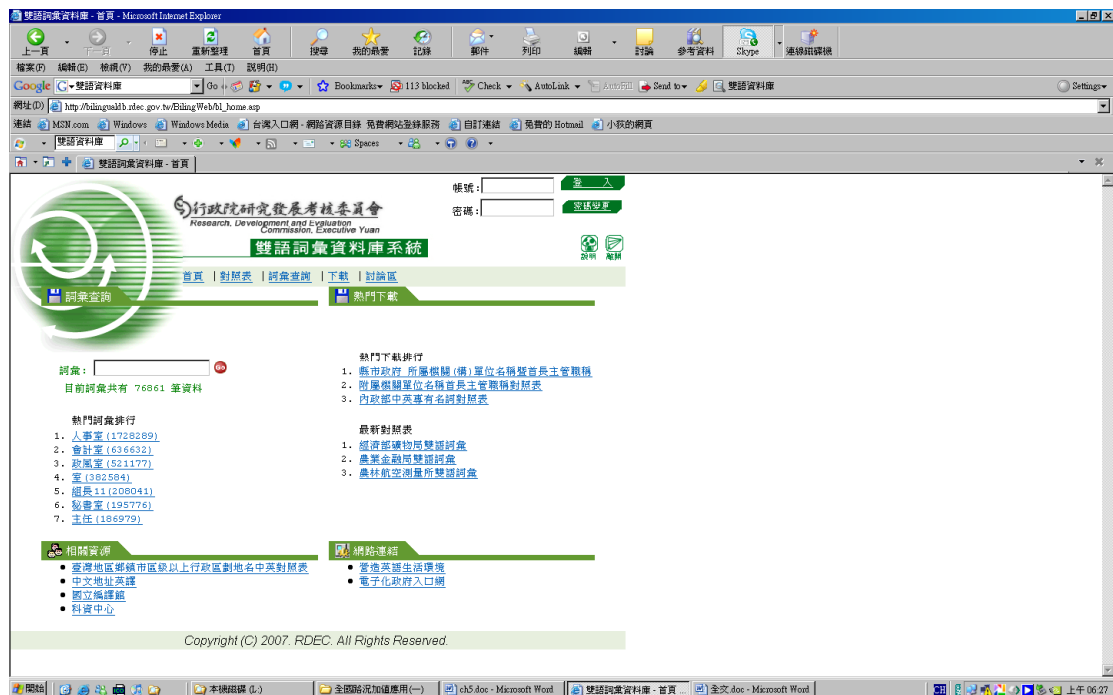 雙語詞彙資料庫 - 首頁 - Microsoft Internet Explorer
上一頁 下一頁 停止 重新整理 首頁 搜尋 我的最愛 記錄 郵件 列印 編輯 討論 參考資料 Skype 連線細碟機
檔案(F) 編輯(E) 檢視(V) 我的最愛(A) 工具(T) 說明(H)
Google 雙語詞彙資料庫 Go Bookmarks 113 blocked Check AutoLink AutoFill Send to 雙語資料庫 Settings
網址(D) http://bilingualdb.rdec.gov.tw/BilingWeb/bl_home.asp
連結 MSN.com Windows Windows Media 台灣入口網 - 網路資源目錄 免費網站登錄服務 自訂連結 免費的 Hotmail 小筱的網頁
雙語資料庫 Spaces
雙語詞彙資料庫 - 首頁
帳號: 登 入
行政院研究發展考核委員會
Research, Development and Evaluation
Commission, Executive Yuan
密碼: 密碼變更
雙語詞彙資料庫系統
說明 離開
首頁 | 對照表 | 詞彙查詢 | 下載 | 討論區
詞彙查詢
詞彙: Go
目前詞彙共有 76861 筆資料
熱門詞彙排行
1. 人事室(1728289)
2. 會計室(636632)
3. 政風室(521177)
4. 室(382584)
5. 組長11(208041)
6. 秘書室(195776)
7. 主任(186979)
熱門下載
熱門下載排行
1. 縣市政府 所屬機關(構)單位名稱暨首長主管職稱
2. 附屬機關單位名稱首長主管職稱對照表
3. 內政部中英專有名詞對照表
最新對照表
1. 經濟部礦物局雙語詞彙
2. 農業金融局雙語詞彙
3. 農林航空測量所雙語詞彙
相關資源
臺灣地區鄉鎮市區級以上行政區劃地名中英對照表
中文地址英譯
國立編譯館
科資中心
網路連結
營造英語生活環境
電子化政府入口網
Copyright (C) 2007. RDEC. All Rights Reserved.
開始 本機磁碟 (L:) 全國路況加值應用(一) ch5.doc - Microsoft Word 雙語詞彙資料庫 - 首頁 ... 全文.doc - Microsoft Word CH 上午 06:27